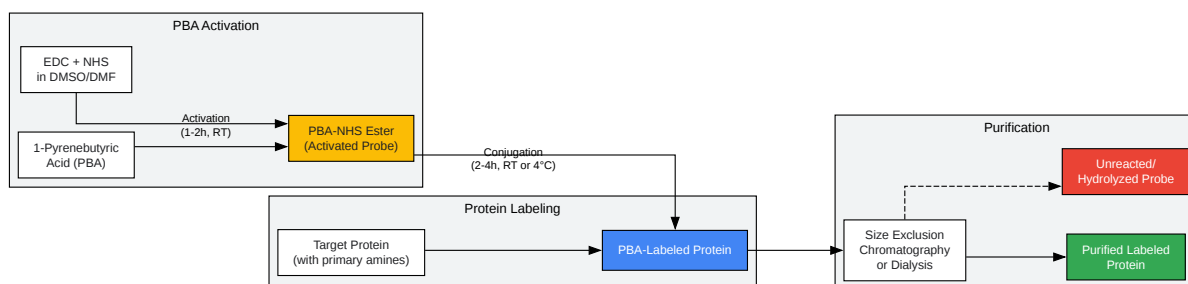 PBA Activation
EDC + NHS
in DMSO/DMF
Activation
(1-2h, RT)
1-Pyrenebutyric
Acid (PBA)
PBA-NHS Ester
(Activated Probe)
Conjugation
(2-4h, RT or 4°C)
Protein Labeling
Target Protein
(with primary amines)
PBA-Labeled Protein
Purification
Unreacted/
Hydrolyzed Probe
Size Exclusion
Chromatography
or Dialysis
Purified Labeled
Protein